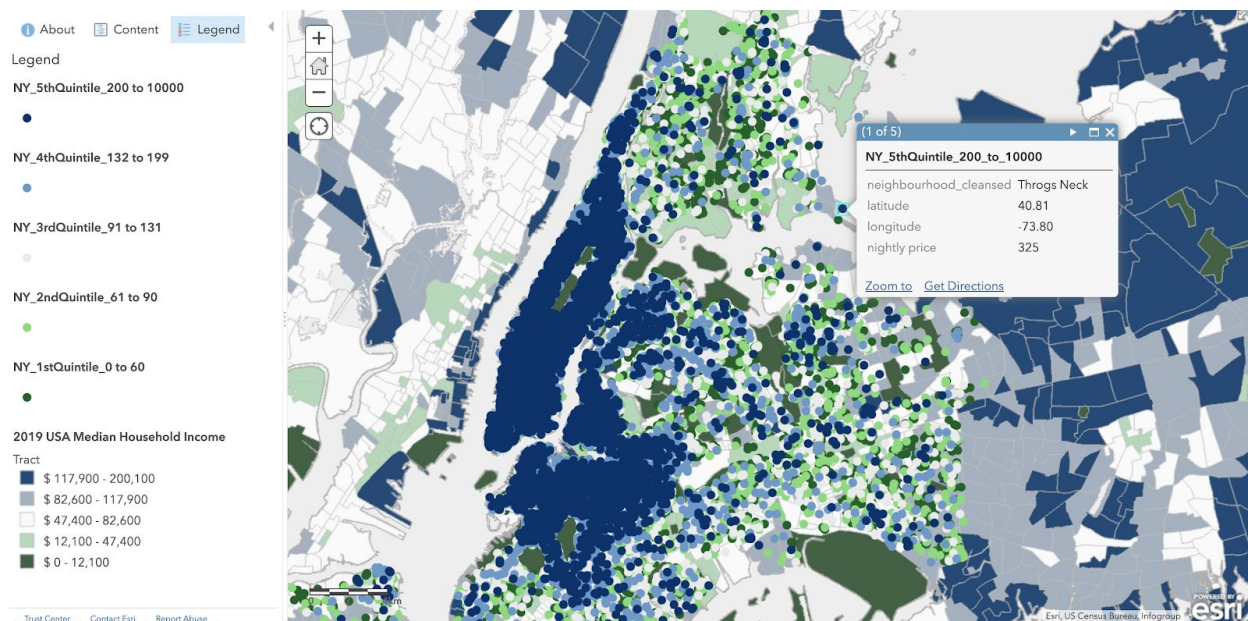 About Content Legend
Legend
NY_5thQuintile_200 to 10000
NY_4thQuintile_132 to 199
NY_3rdQuintile_91 to 131
NY_2ndQuintile_61 to 90
NY_1stQuintile_0 to 60
2019 USA Median Household Income
Tract
$ 117,900 - 200,100
$ 82,600 - 117,900
$ 47,400 - 82,600
$ 12,100 - 47,400
$ 0 - 12,100
Trust Center Contact Esri Report Abuse
(1 of 5)
NY_5thQuintile_200_to_10000
neighbourhood_cleansed Throgs Neck
latitude 40.81
longitude -73.80
nightly price 325
Zoom to Get Directions
Esri, US Census Bureau, Infogroup
POWERED BY
esri